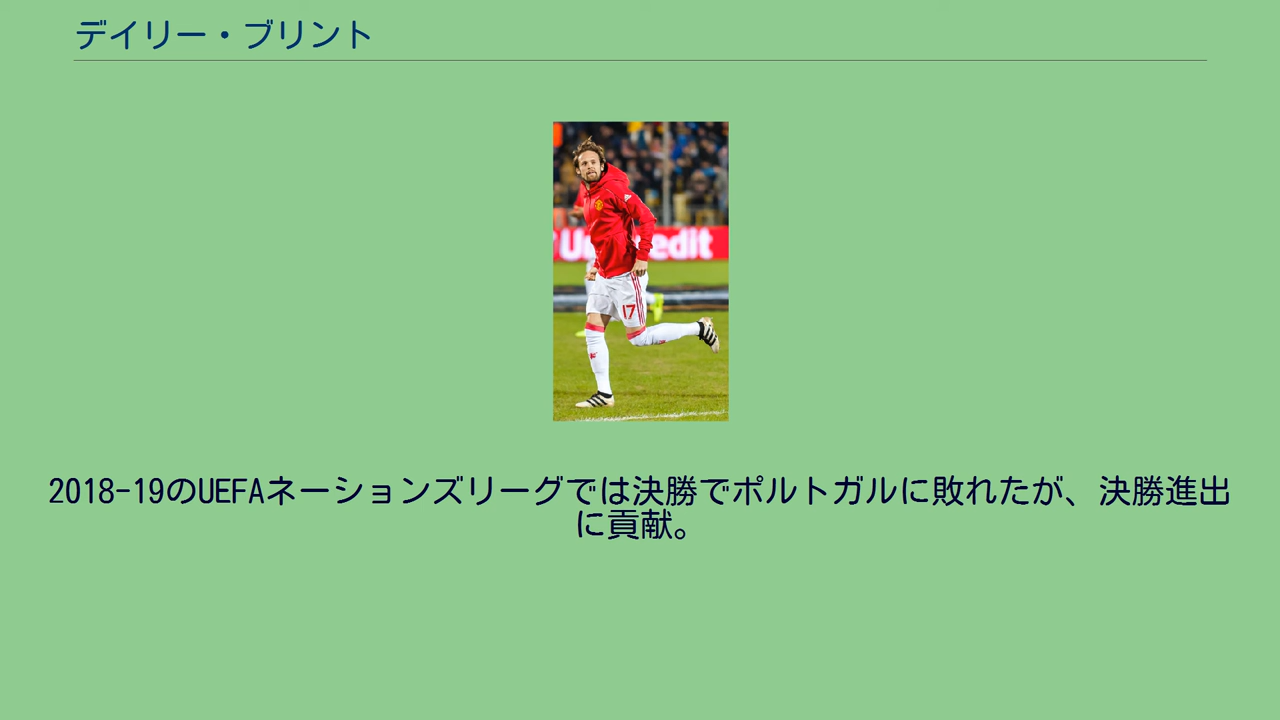 デイリー・ブリント
17
2018-19のUEFAネーションズリーグでは決勝でポルトガルに敗れたが、決勝進出
に貢献。